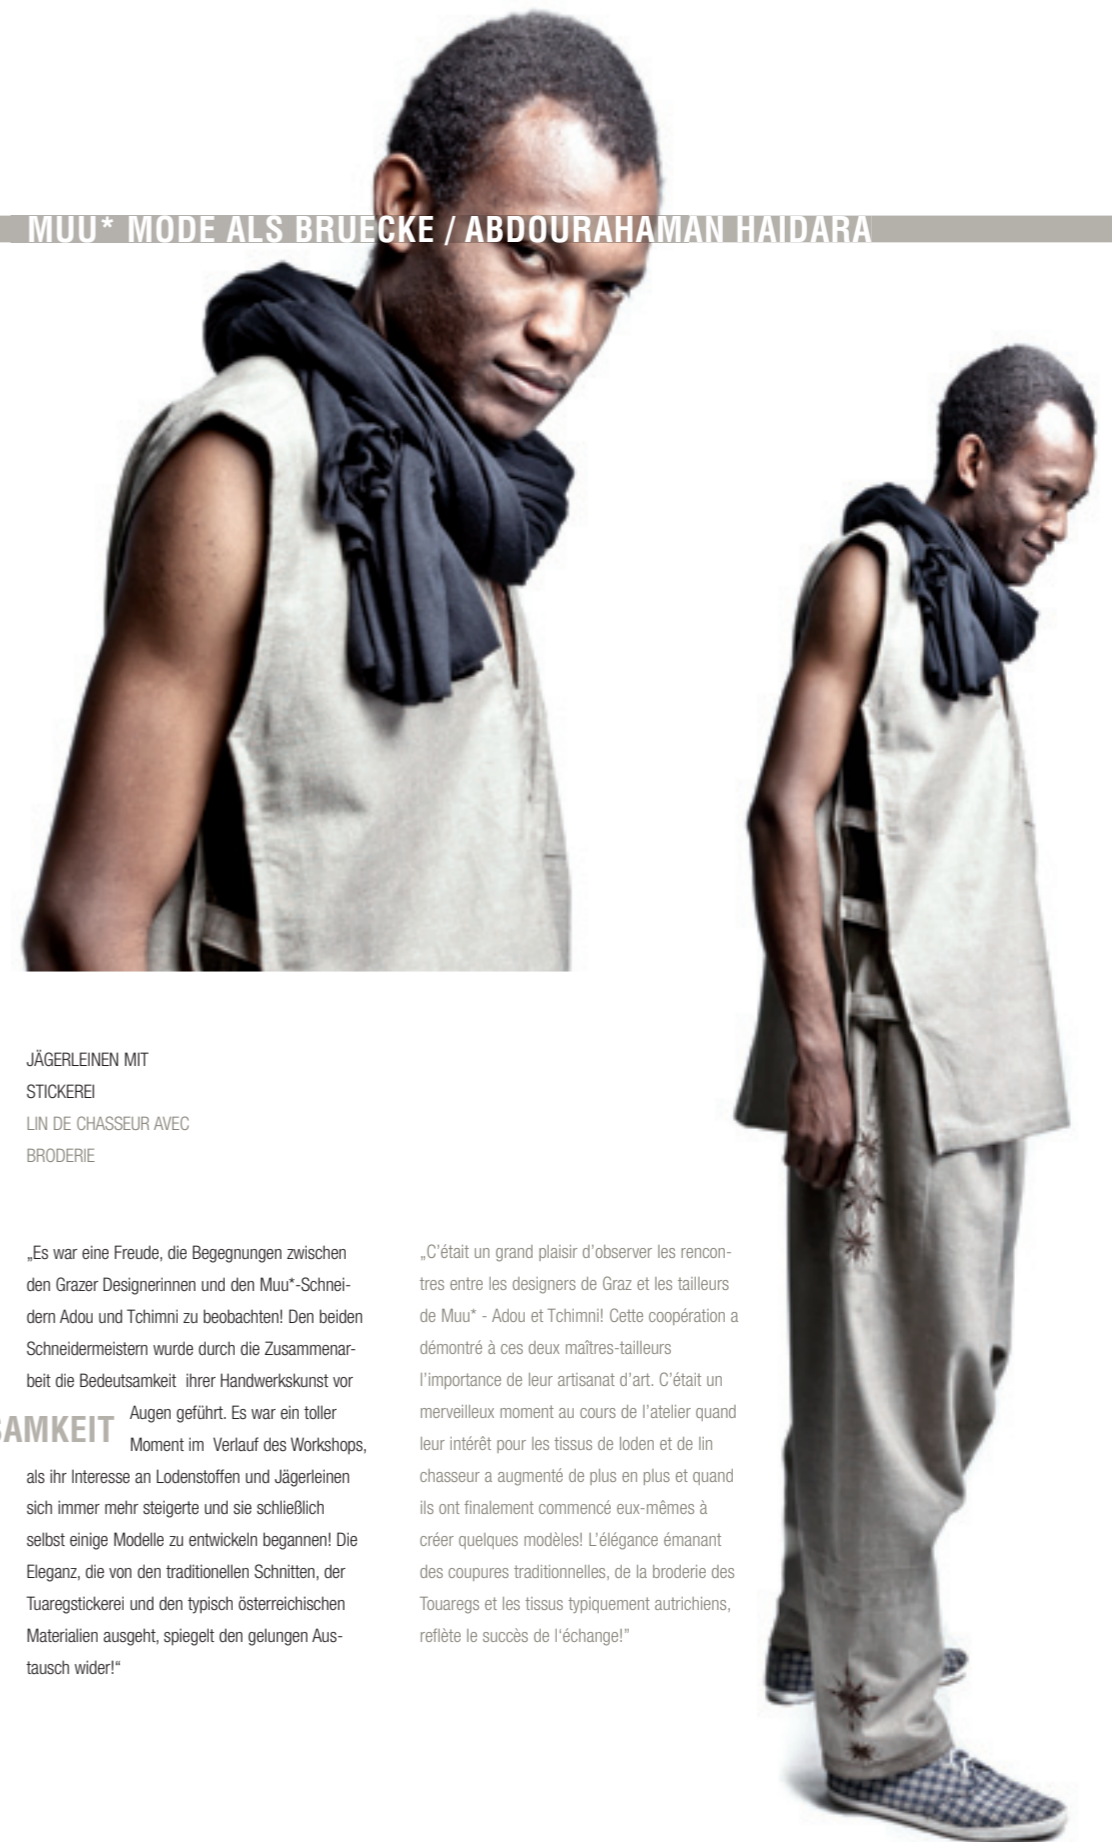 MUU* MODE ALS BRUECKE / ABDOURAHAMAN HAIDARA
JÄGERLEINEN MIT
STICKEREI
LIN DE CHASSEUR AVEC
BRODERIE
„Es war eine Freude, die Begegnungen zwischen
den Grazer Designerinnen und den Muu*-Schnei-
dern Adou und Tchimni zu beobachten! Den beiden
Schneidermeistern wurde durch die Zusammenar-
beit die Bedeutsamkeit ihrer Handwerkskunst vor
Augen geführt. Es war ein toller
SAMKEIT
Moment im Verlauf des Workshops,
als ihr Interesse an Lodenstoffen und Jägerleinen
sich immer mehr steigerte und sie schließlich
selbst einige Modelle zu entwickeln begannen! Die
Eleganz, die von den traditionellen Schnitten, der
Tuaregstickerei und den typisch österreichischen
Materialien ausgeht, spiegelt den gelungen Aus-
tausch wider!“
„C’était un grand plaisir d’observer les rencon-
tres entre les designers de Graz et les tailleurs
de Muu* - Adou et Tchimni! Cette coopération a
démontré à ces deux maîtres-tailleurs
l’importance de leur artisanat d’art. C’était un
merveilleux moment au cours de l’atelier quand
leur intérêt pour les tissus de loden et de lin
chasseur a augmenté de plus en plus et quand
ils ont finalement commencé eux-mêmes à
créer quelques modèles! L’élégance émanant
des coupures traditionnelles, de la broderie des
Touaregs et les tissus typiquement autrichiens,
reflète le succès de l‘échange!”